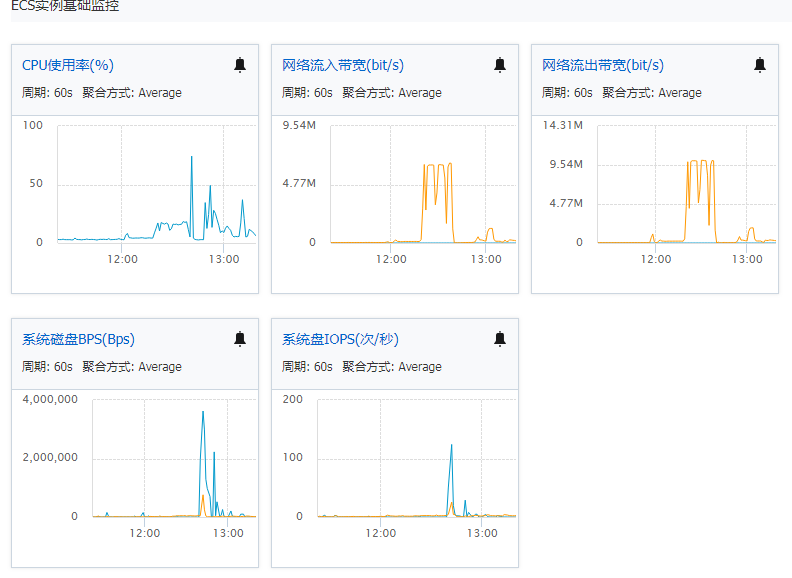 ECS实例基础监控
CPU使用率(%)
周期: 60s 聚合方式: Average
100
50
0
12:00 13:00
网络流入带宽(bit/s)
周期: 60s 聚合方式: Average
9.54M
4.77M
0
12:00 13:00
网络流出带宽(bit/s)
周期: 60s 聚合方式: Average
14.31M
9.54M
4.77M
0
12:00 13:00
系统磁盘BPS(Bps)
周期: 60s 聚合方式: Average
4,000,000
2,000,000
0
12:00 13:00
系统盘IOPS(次/秒)
周期: 60s 聚合方式: Average
200
100
0
12:00 13:00